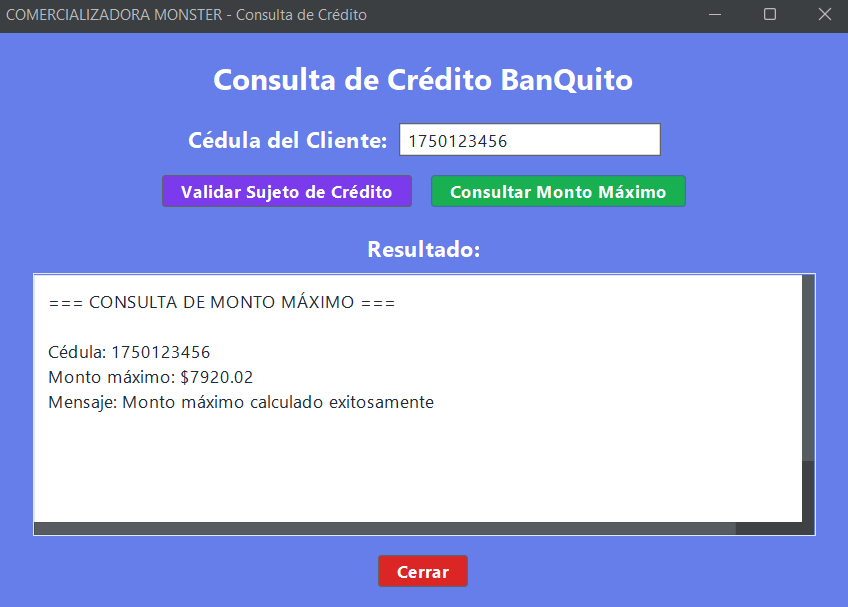 COMERCIALIZADORA MONSTER - Consulta de Crédito
Consulta de Crédito BanQuito
Cédula del Cliente: 1750123456
Validar Sujeto de Crédito Consultar Monto Máximo
Resultado:
=== CONSULTA DE MONTO MÁXIMO ===
Cédula: 1750123456
Monto máximo: $7920.02
Mensaje: Monto máximo calculado exitosamente
Cerrar